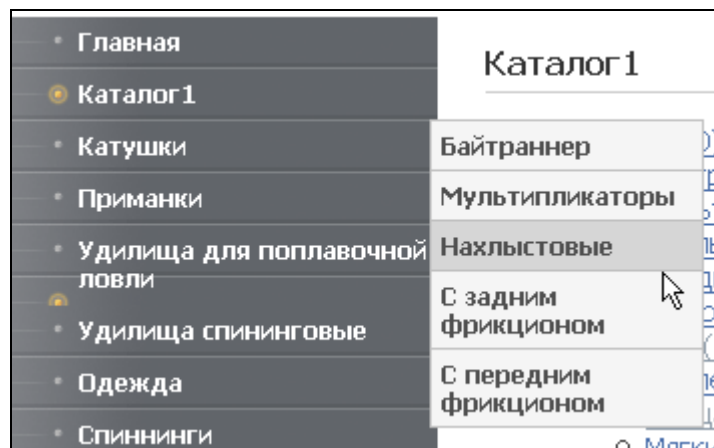 Главная
Каталог1
Катушки
Приманки
Удилища для поплавочной
ловли
Удилища спининговые
Одежда
Спиннинги
Каталог1
Байтраннер
Мультипликаторы
Нахлыстовые
С задним
фрикционом
С передним
фрикционом